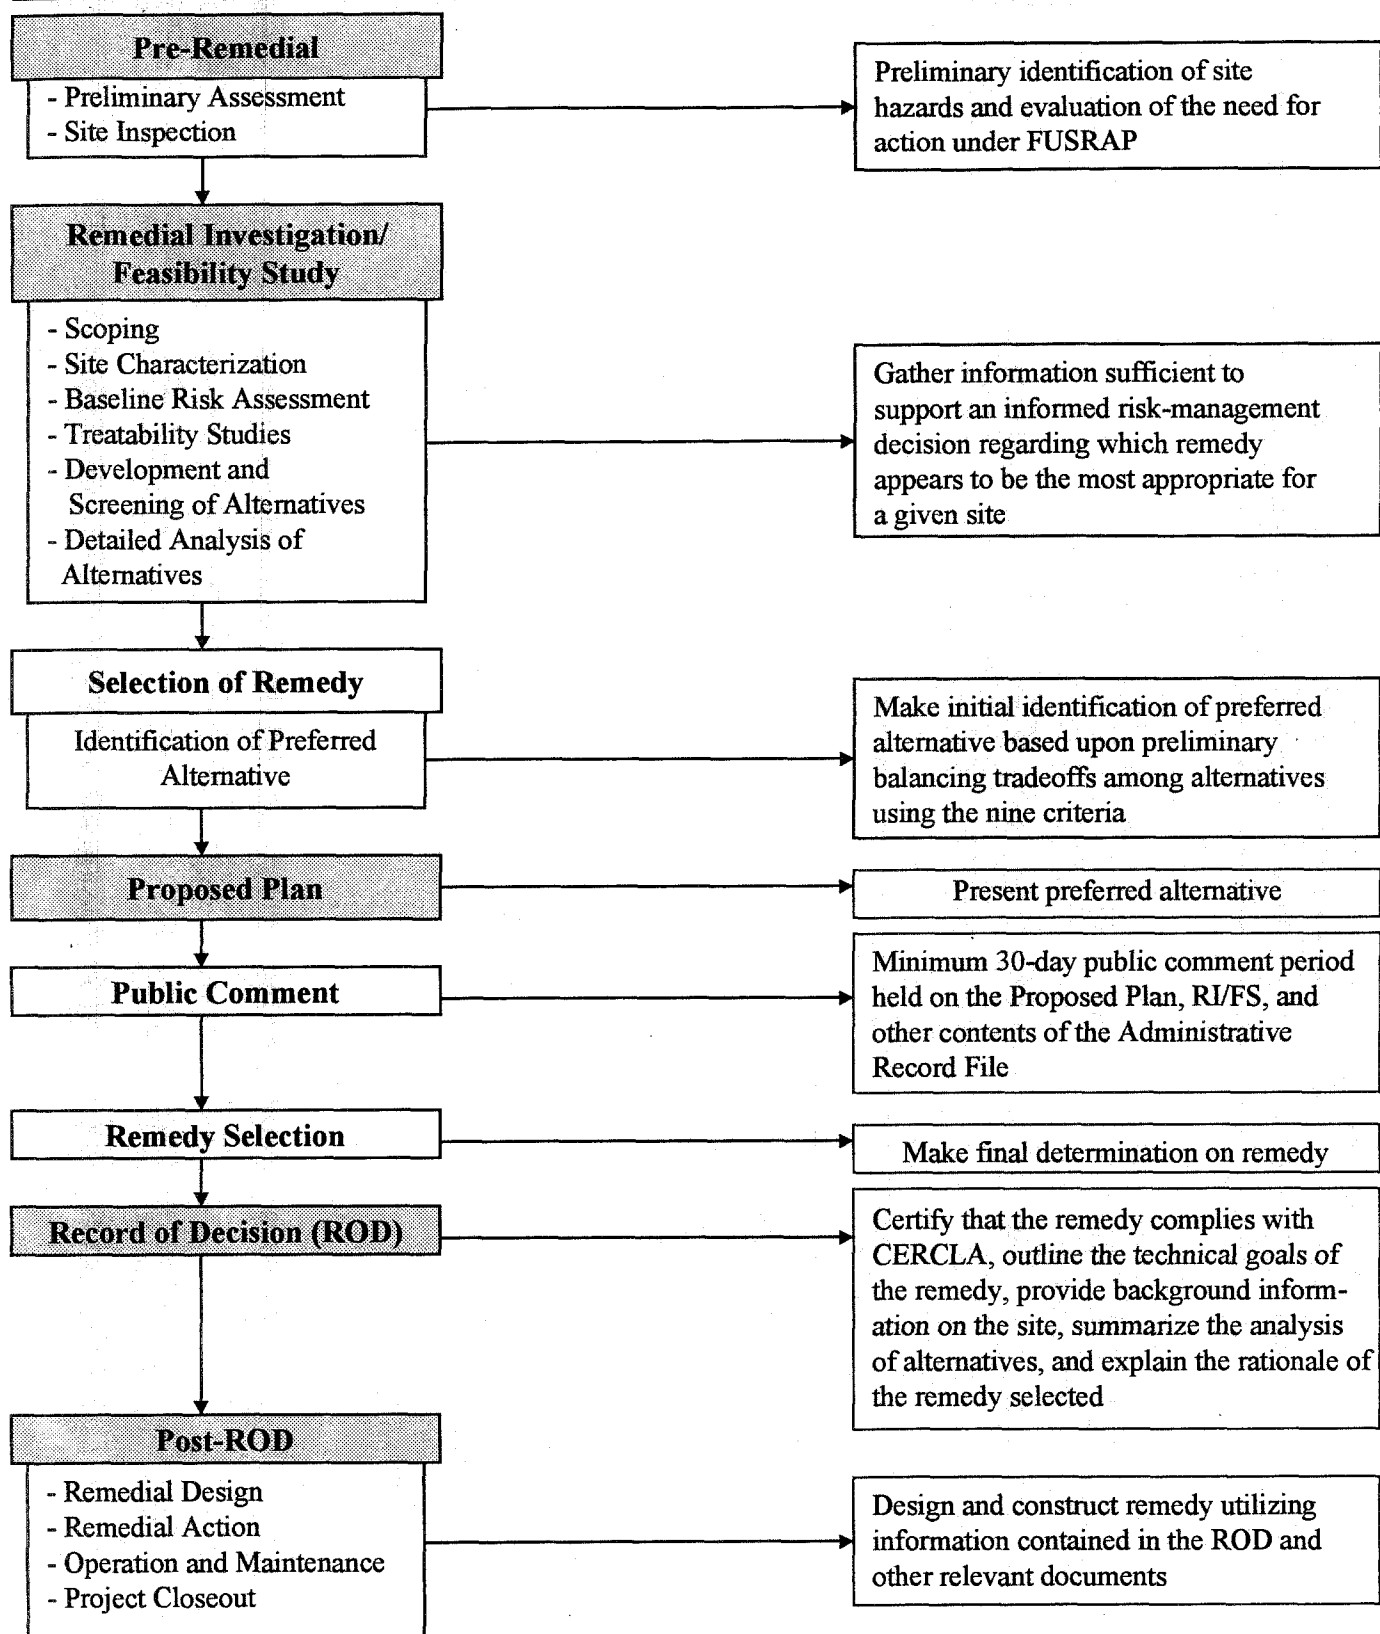 Pre-Remedial
- Preliminary Assessment
- Site Inspection
Preliminary identification of site
hazards and evaluation of the need for
action under FUSRAP
Remedial Investigation/
Feasibility Study
- Scoping
- Site Characterization
- Baseline Risk Assessment
- Treatability Studies
- Development and
Screening of Alternatives
- Detailed Analysis of
Alternatives
Gather information sufficient to
support an informed risk-management
decision regarding which remedy
appears to be the most appropriate for
a given site
Selection of Remedy
Identification of Preferred
Alternative
Make initial identification of preferred
alternative based upon preliminary
balancing tradeoffs among alternatives
using the nine criteria
Proposed Plan
Present preferred alternative
Public Comment
Minimum 30-day public comment period
held on the Proposed Plan, RI/FS, and
other contents of the Administrative
Record File
Remedy Selection
Make final determination on remedy
Record of Decision (ROD)
Certify that the remedy complies with
CERCLA, outline the technical goals of
the remedy, provide background inform-
ation on the site, summarize the analysis
of alternatives, and explain the rationale of
the remedy selected
Post-ROD
- Remedial Design
- Remedial Action
- Operation and Maintenance
- Project Closeout
Design and construct remedy utilizing
information contained in the ROD and
other relevant documents